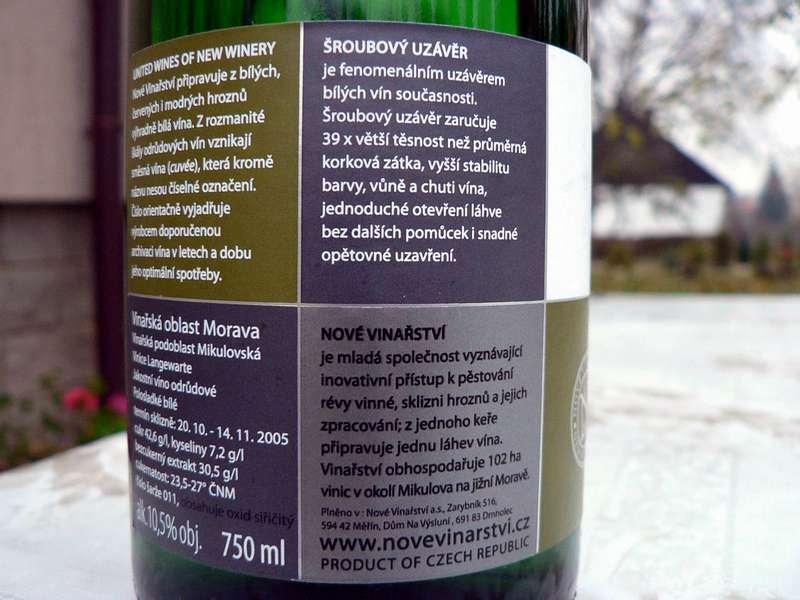 UNITED WINES OF NEW WINERY
Nové Vinařství připravuje z bílých,
červených i modrých hroznů
výhradně bílá vína. Z rozmanité
škály odrůdových vín vznikají
směsná vína (cuvée), která kromě
názvu nesou číselné označení.
Číslo orientačně vyjadřuje
výrobcem doporučenou
archivaci vína v letech a dobu
jeho optimální spotřeby.
ŠROUBOVÝ UZÁVĚR
je fenomenálním uzávěrem
bílých vín současnosti.
Šroubový uzávěr zaručuje
39 x větší těsnost než průměrná
korková zátka, vyšší stabilitu
barvy, vůně a chuti vína,
jednoduché otevření láhve
bez dalších pomůcek i snadné
opětovné uzavření.
Vinařská oblast Morava
Vinařská podoblast Mikulovská
Vinice Langewarte
Jakostní víno odrůdové
Polosladké bílé
termín sklizně: 20. 10. - 14. 11. 2005
cukr 42,6 g/l, kyseliny 7,2 g/l
bezcukerný extrakt 30,5 g/l
cukernatost: 23,5-27° ČNM
číslo šarže 011, obsahuje oxid siřičitý
alk. 10,5% obj. 750 ml
NOVÉ VINAŘSTVÍ
je mladá společnost vyznávající
inovativní přístup k pěstování
révy vinné, sklizni hroznů a jejich
zpracování; z jednoho keře
připravuje jednu láhev vína.
Vinařství obhospodařuje 102 ha
vinic v okolí Mikulova na jižní Moravě.
Plněno v : Nové Vinařství a.s., Zarybník 516,
594 42 Měřín, Dům Na Výsluní , 691 83 Drnholec
www.novevinarstvi.cz
PRODUCT OF CZECH REPUBLIC